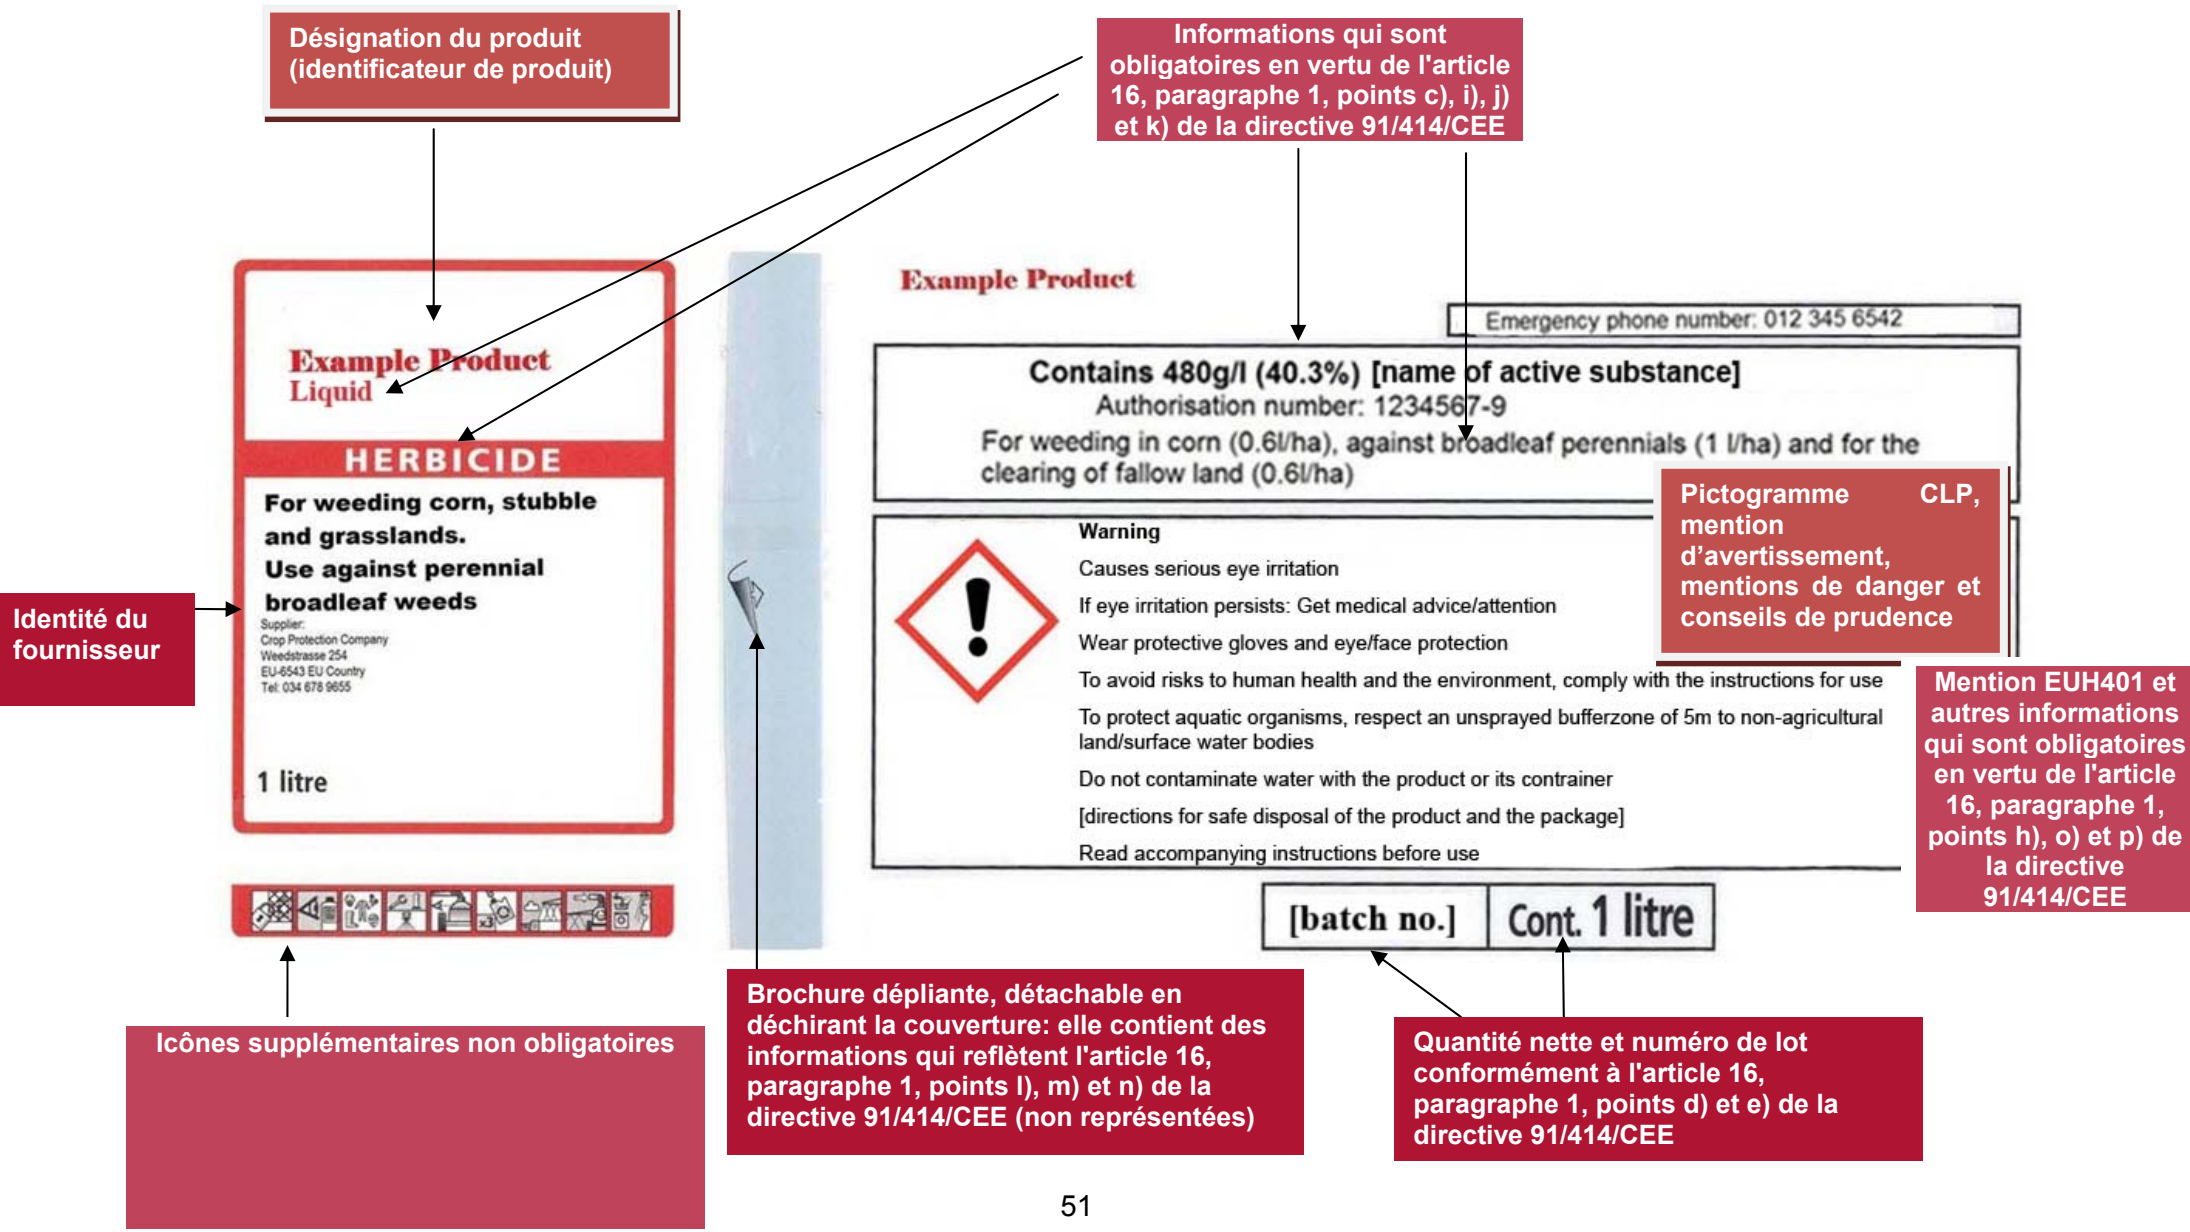 Désignation du produit
(identificateur de produit)
Informations qui sont
obligatoires en vertu de l'article
16, paragraphe 1, points c), i), j)
et k) de la directive 91/414/CEE
Example Product
Liquid
HERBICIDE
For weeding corn, stubble
and grasslands.
Use against perennial
broadleaf weeds
Supplier:
Crop Protection Company
Weedstrasse 254
EU-6543 EU Country
Tel: 034 678 9655
1 litre
Identité du
fournisseur
Example Product
Emergency phone number: 012 345 6542
Contains 480g/l (40.3%) [name of active substance]
Authorisation number: 1234567-9
For weeding in corn (0.6l/ha), against broadleaf perennials (1 l/ha) and for the
clearing of fallow land (0.6l/ha)
Pictogramme CLP,
mention
d’avertissement,
mentions de danger et
conseils de prudence
Warning
Causes serious eye irritation
If eye irritation persists: Get medical advice/attention
Wear protective gloves and eye/face protection
To avoid risks to human health and the environment, comply with the instructions for use
To protect aquatic organisms, respect an unsprayed bufferzone of 5m to non-agricultural
land/surface water bodies
Do not contaminate water with the product or its contrainer
[directions for safe disposal of the product and the package]
Read accompanying instructions before use
Mention EUH401 et
autres informations
qui sont obligatoires
en vertu de l'article
16, paragraphe 1,
points h), o) et p) de
la directive
91/414/CEE
[batch no.]
Cont. 1 litre
x3
Icônes supplémentaires non obligatoires
Brochure dépliante, détachable en
déchirant la couverture: elle contient des
informations qui reflètent l'article 16,
paragraphe 1, points l), m) et n) de la
directive 91/414/CEE (non représentées)
Quantité nette et numéro de lot
conformément à l'article 16,
paragraphe 1, points d) et e) de la
directive 91/414/CEE
51